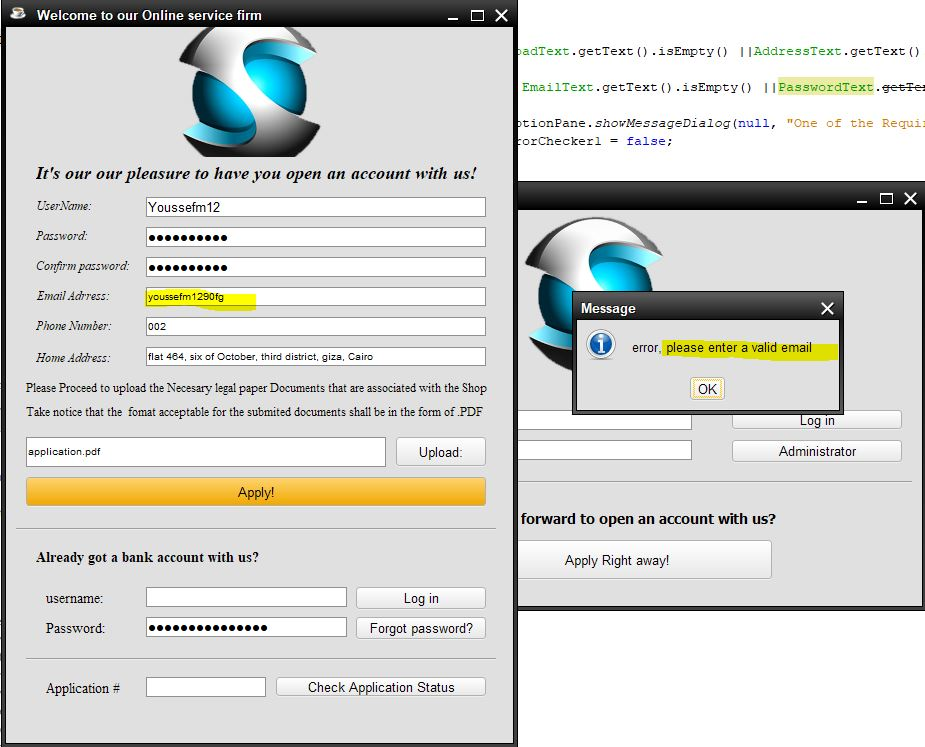 Welcome to our Online service firm
It's our our pleasure to have you open an account with us!
UserName: Youssefm12
Password: ●●●●●●●●●●
Confirm password: ●●●●●●●●●●
Email Adrress: youssefm1290fg
Phone Number: 002
Home Address: flat 464, six of October, third district, giza, Cairo
Please Proceed to upload the Necesary legal paper Documents that are associated with the Shop
Take notice that the fomat acceptable for the submited documents shall be in the form of .PDF
application.pdf Upload:
Apply!
Already got a bank account with us?
username: Log in
Password: ●●●●●●●●●●●●●●● Forgot password?
Application # Check Application Status
oadText.getText().isEmpty() ||AddressText.getText()
EmailText.getText().isEmpty() ||PasswordText.getTe
ptionPane.showMessageDialog(null, "One of the Requi
rorChecker1 = false;
Message
error, please enter a valid email
OK
Log in
Administrator
forward to open an account with us?
Apply Right away!